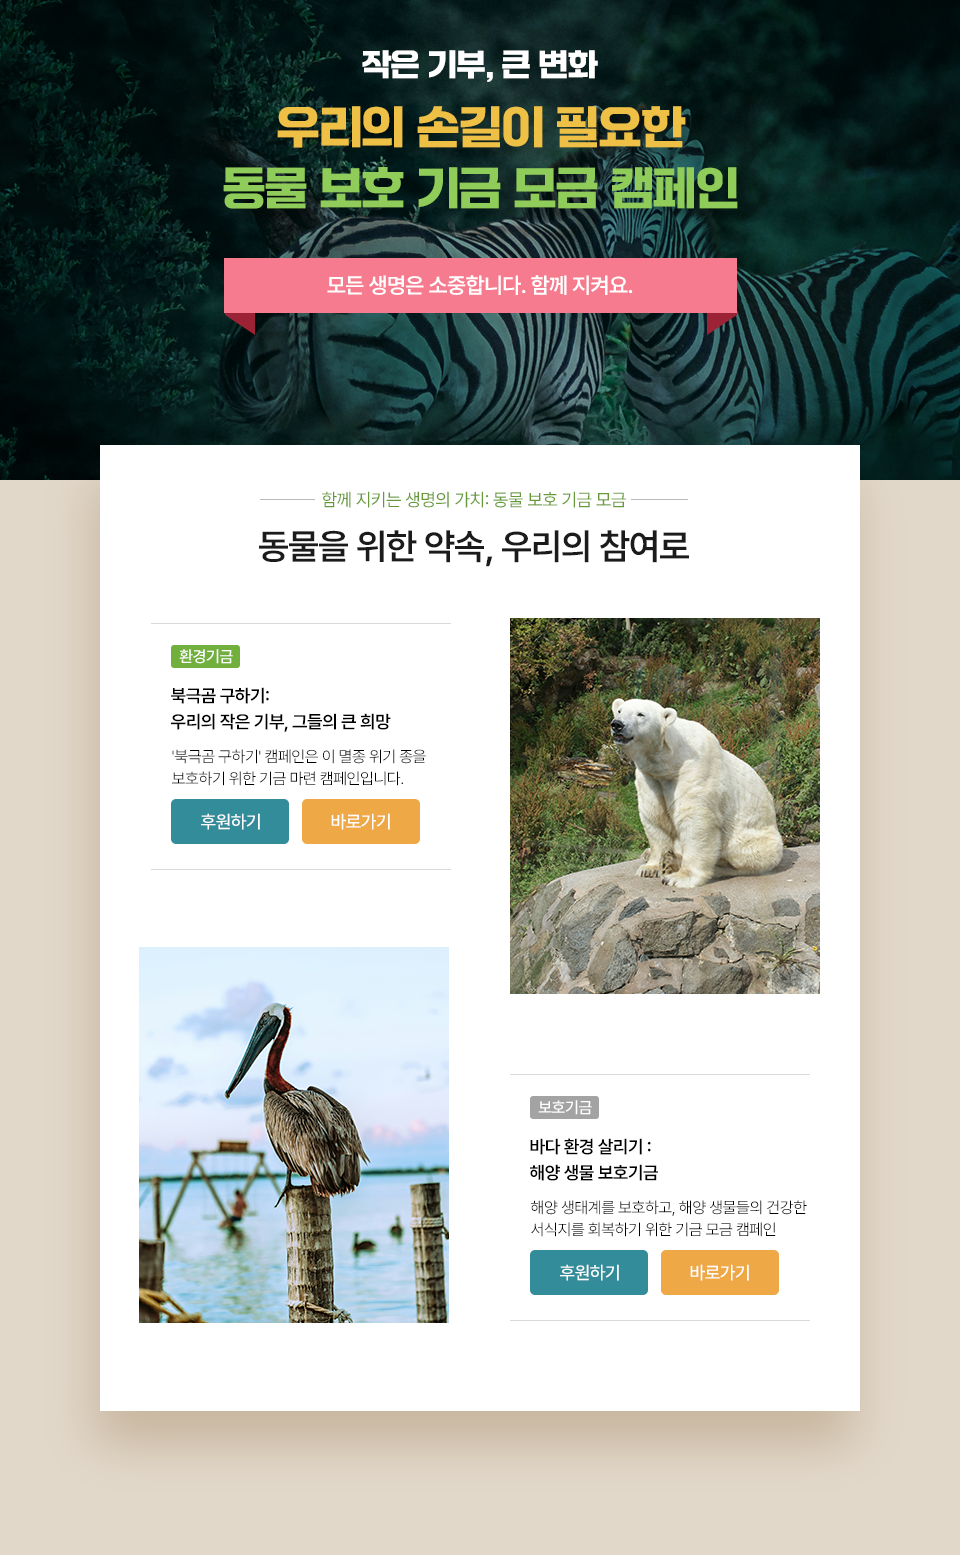 작은 기부, 큰 변화
우리의 손길이 필요한
동물 보호 기금 모금 캠페인
모든 생명은 소중합니다. 함께 지켜요.
함께 지키는 생명의 가치: 동물 보호 기금 모금
동물을 위한 약속, 우리의 참여로
환경기금
북극곰 구하기:
우리의 작은 기부, 그들의 큰 희망
'북극곰 구하기' 캠페인은 이 멸종 위기 종을
보호하기 위한 기금 마련 캠페인입니다.
후원하기 바로가기
보호기금
바다 환경 살리기 :
해양 생물 보호기금
해양 생태계를 보호하고, 해양 생물들의 건강한
서식지를 회복하기 위한 기금 모금 캠페인
후원하기 바로가기